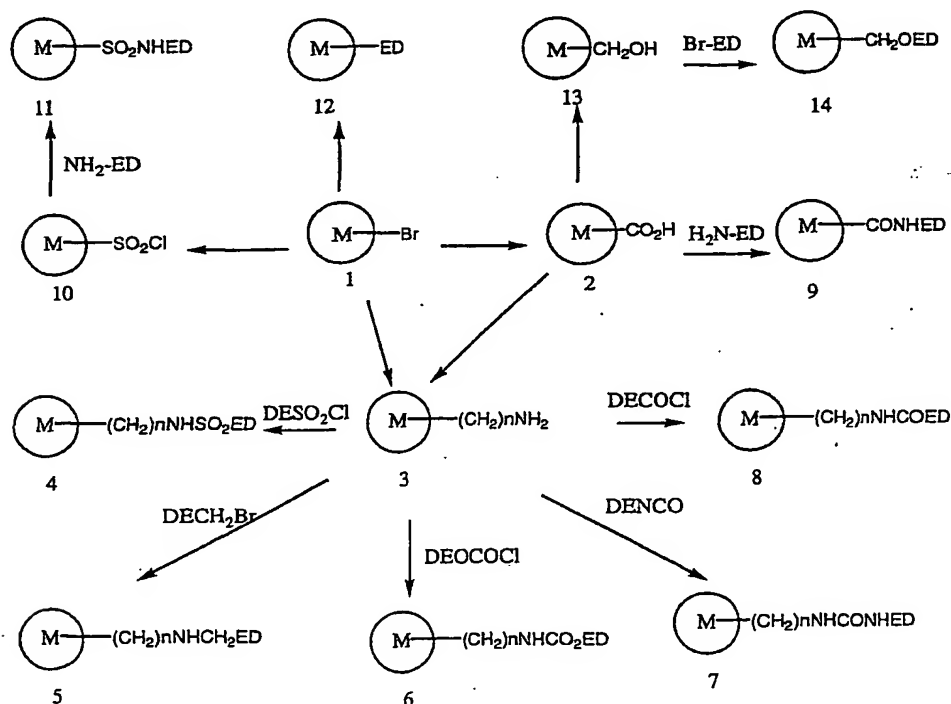 M SO₂NHED
M ED
M CH₂OH
Br-ED
M CH₂OED
11
12
13
14
NH₂-ED
M SO₂Cl
M Br
M CO₂H
H₂N-ED
M CONHED
10
1
2
9
M (CH₂)nNHSO₂ED
DESO₂Cl
M (CH₂)nNH₂
DECOCl
M (CH₂)nNHCOED
4
3
8
DECH₂Br
DEOCOCl
DENCO
M (CH₂)nNHCH₂ED
M (CH₂)nNHCO₂ED
M (CH₂)nNHCONHED
5
6
7